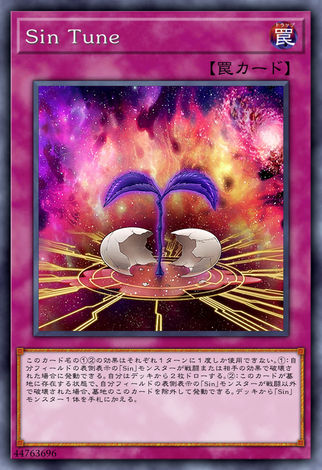 Sin Tune
トラップ
罠
【罠カード】
このカード名の①②の効果はそれぞれ1ターンに1度しか使用できない。①:自
分フィールドの表側表示の「Sin」モンスターが戦闘または相手の効果で破壊さ
れた場合に発動できる。自分はデッキから2枚ドローする。②:このカードが墓
地に存在する状態で、自分フィールドの表側表示の「Sin」モンスターが戦闘以外
で破壊された場合、墓地のこのカードを除外して発動できる。デッキから「Sin」
モンスター1体を手札に加える。
44763696